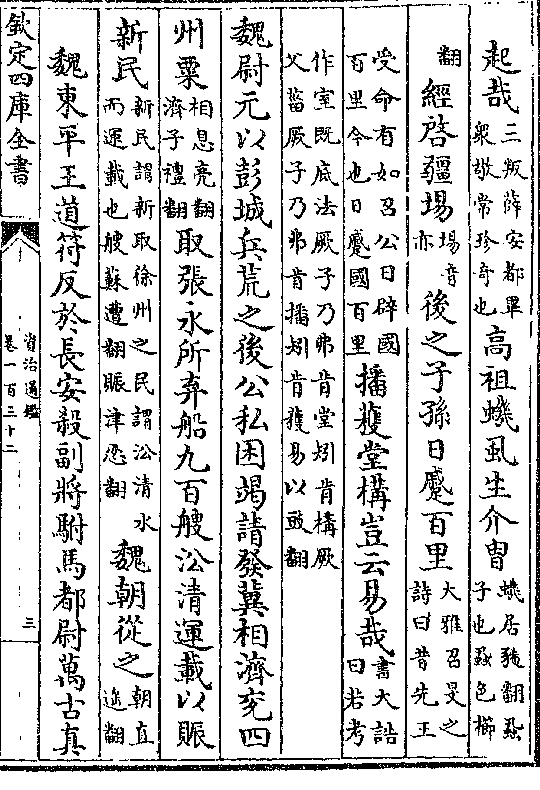 起哉三叛薛安都畢衆敬常珍奇也高祖蟣虱生介冑蟣居豨翻蝨子也蝨色櫛
翻經啓疆場場音亦後之子孫日蹙百里大雅召旻之詩曰昔先王
受命有如召公日辟國百里今也日蹙國百里播穫堂構豈云易哉書大誥曰若考
作室既底法厥子乃弗肯堂矧肯構厥父菑厥子乃弗肯播矧肯穫易以豉翻
魏尉元以彭城兵荒之後公私困竭請發冀相濟兖四
州粟相息亮翻濟子禮翻取張永所弃船九百艘㳂清運載以賑
新民新民謂新取徐州之民謂㳂清水而運載也艘蘇遭翻賑津忍翻魏朝從之朝直遥翻
魏東平王道符反於長安殺副將駙馬都尉萬古真
欽定四庫全書
資治通鑑
卷一百三十二
三